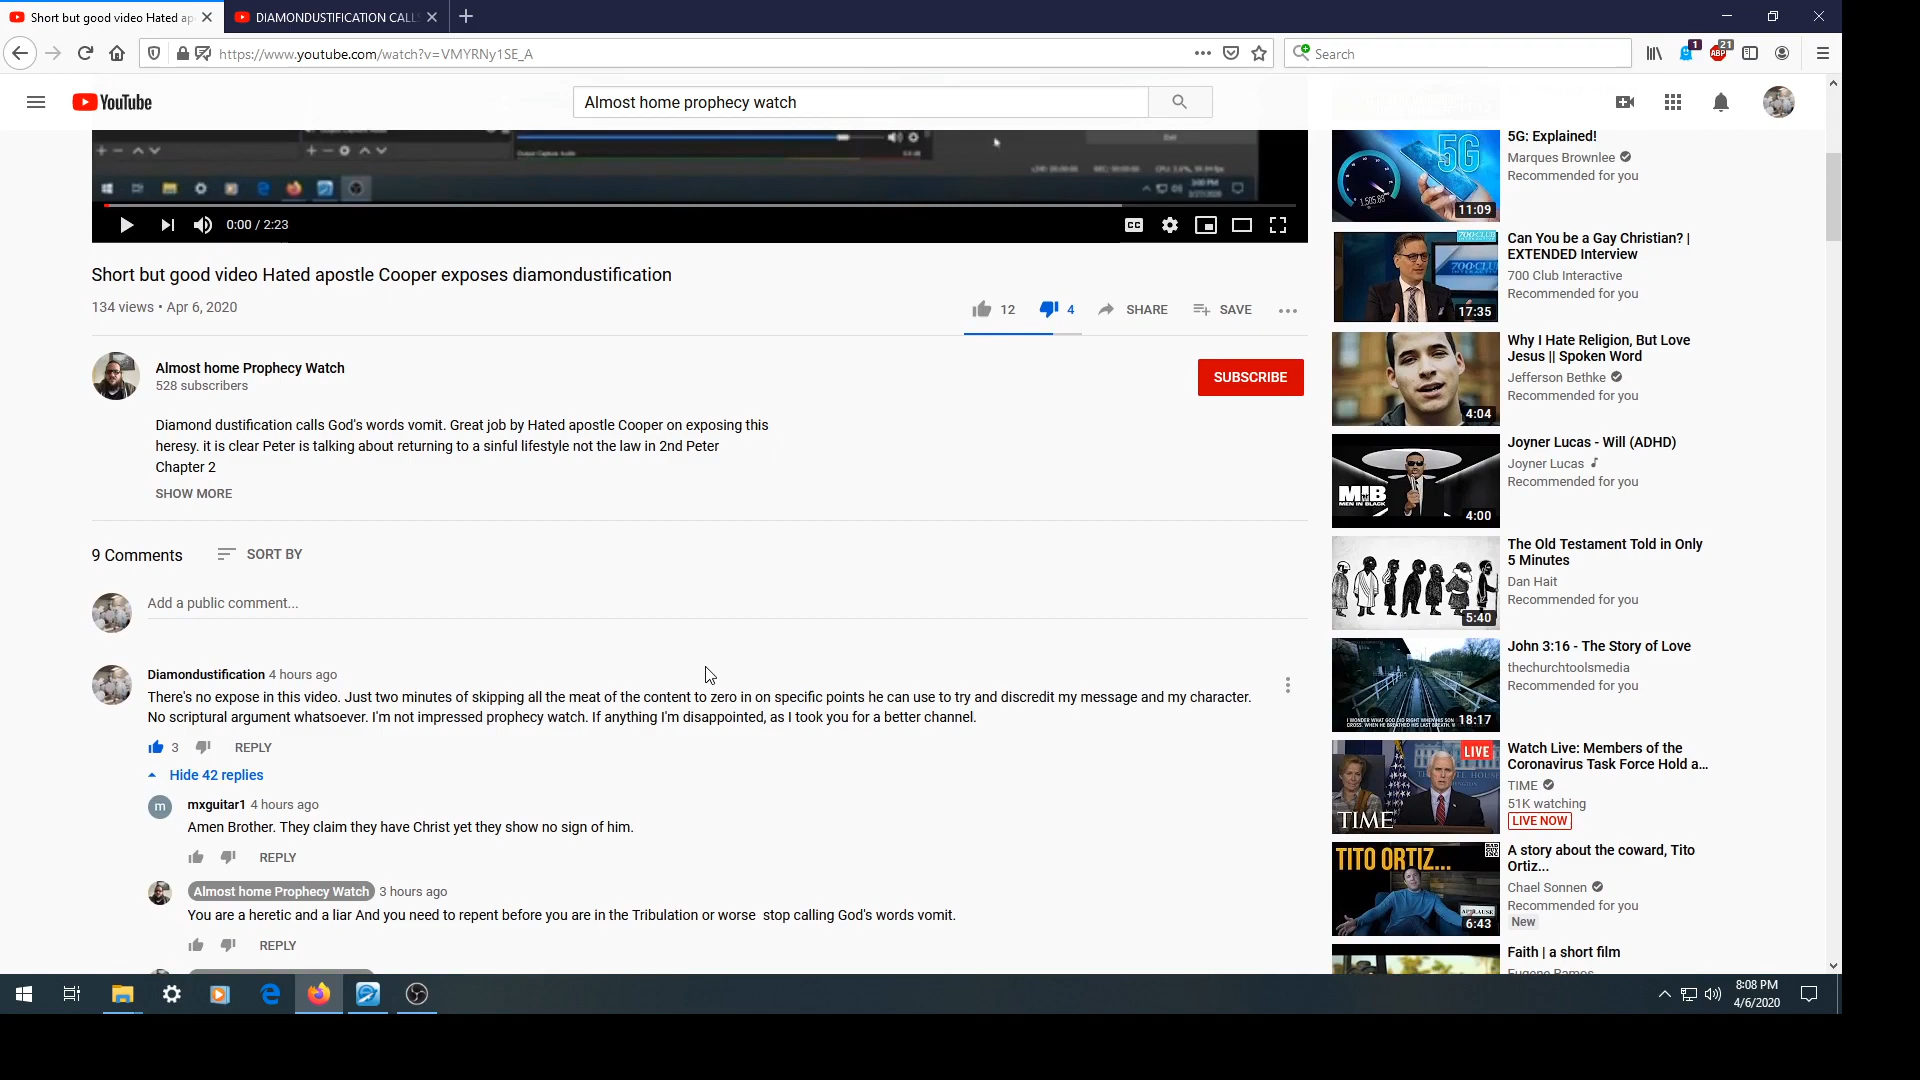 Short but good video Hated ap
DIAMONDUSTIFICATION CALL
https://www.youtube.com/watch?v=VMYRNy1SE_A
Search
1
ABP
21
YouTube
Almost home prophecy watch
0:00 / 2:23
CC
Short but good video Hated apostle Cooper exposes diamondustification
134 views • Apr 6, 2020
12
4
SHARE
SAVE
Almost home Prophecy Watch
528 subscribers
SUBSCRIBE
Diamond dustification calls God's words vomit. Great job by Hated apostle Cooper on exposing this
heresy. it is clear Peter is talking about returning to a sinful lifestyle not the law in 2nd Peter
Chapter 2
SHOW MORE
9 Comments
SORT BY
Add a public comment...
Diamondustification 4 hours ago
There's no expose in this video. Just two minutes of skipping all the meat of the content to zero in on specific points he can use to try and discredit my message and my character.
No scriptural argument whatsoever. I'm not impressed prophecy watch. If anything I'm disappointed, as I took you for a better channel.
3
REPLY
Hide 42 replies
m
mxguitar1 4 hours ago
Amen Brother. They claim they have Christ yet they show no sign of him.
REPLY
Almost home Prophecy Watch 3 hours ago
You are a heretic and a liar And you need to repent before you are in the Tribulation or worse  stop calling God's words vomit.
REPLY
5G
11:09
5G: Explained!
Marques Brownlee
Recommended for you
700 CLUB
17:35
Can You be a Gay Christian? |
EXTENDED Interview
700 Club Interactive
Recommended for you
4:04
Why I Hate Religion, But Love
Jesus || Spoken Word
Jefferson Bethke
Recommended for you
MIB
MEN IN BLACK
4:00
Joyner Lucas - Will (ADHD)
Joyner Lucas
Recommended for you
5:40
The Old Testament Told in Only
5 Minutes
Dan Hait
Recommended for you
18:17
John 3:16 - The Story of Love
thechurchtoolsmedia
Recommended for you
LIVE
TIME
Watch Live: Members of the
Coronavirus Task Force Hold a...
TIME
51K watching
LIVE NOW
TITO ORTIZ...
6:43
A story about the coward, Tito
Ortiz...
Chael Sonnen
Recommended for you
New
Faith | a short film
Eugene Ramos
8:08 PM
4/6/2020